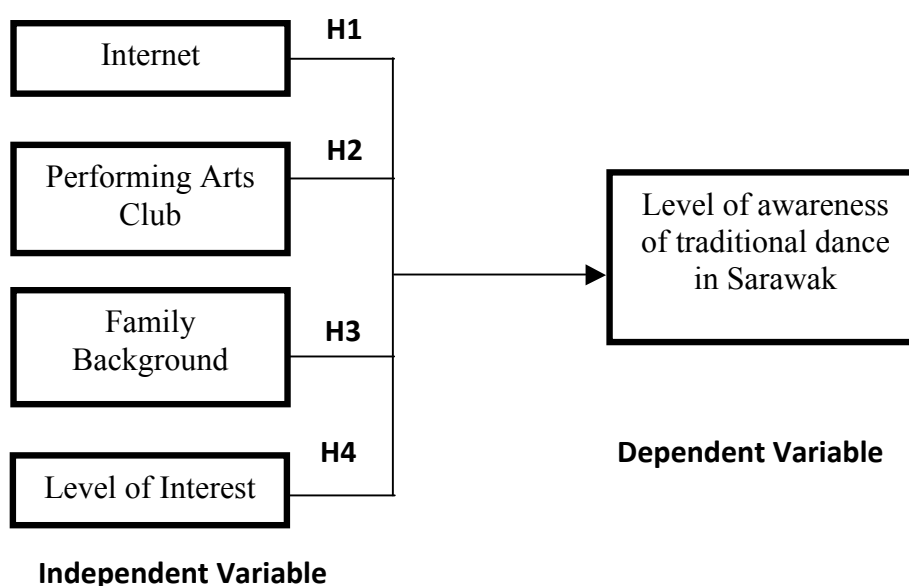 H1
Internet
H2
Performing Arts
Club
H3
Family
Background
H4
Level of Interest
Independent Variable
Level of awareness
of traditional dance
in Sarawak
Dependent Variable